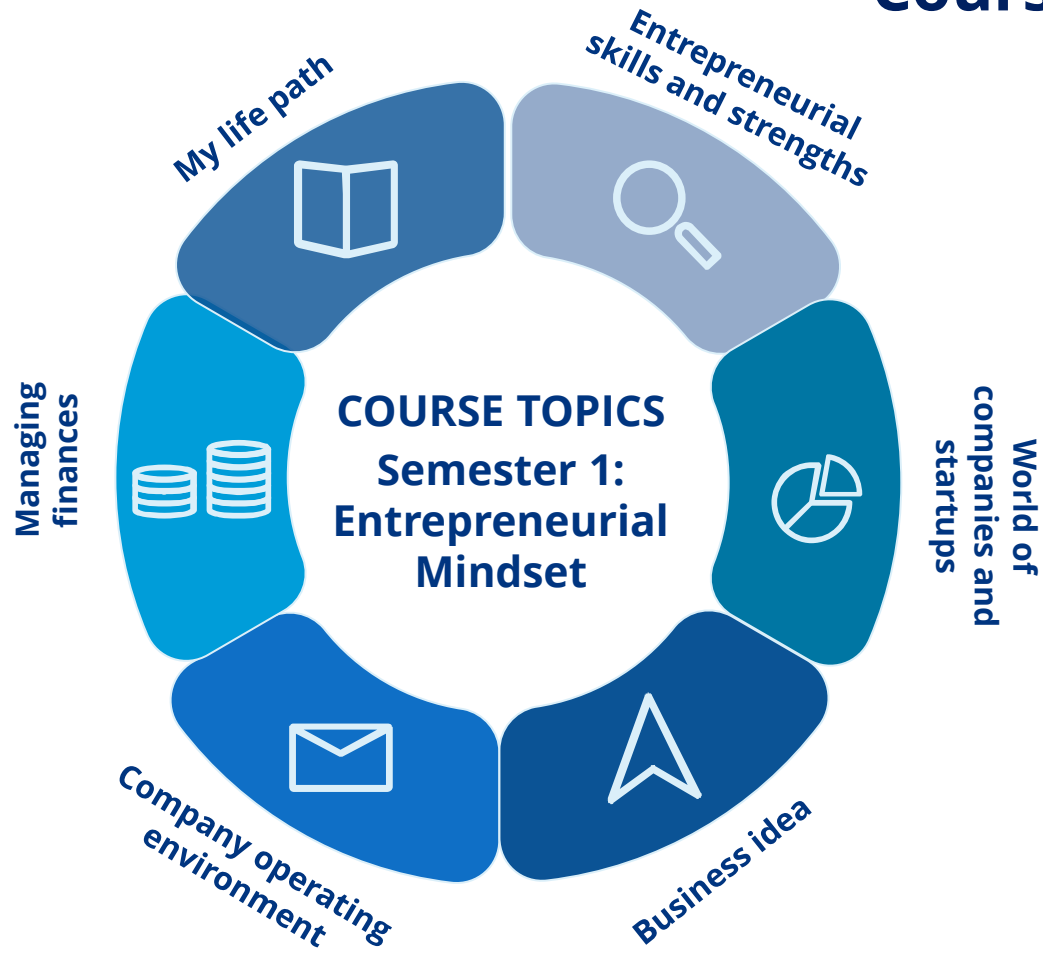 My life path
Entrepreneurial
skills and strengths
World of
companies and
startups
Business idea
Company operating
environment
Managing
finances
COURSE TOPICS
Semester 1:
Entrepreneurial
Mindset